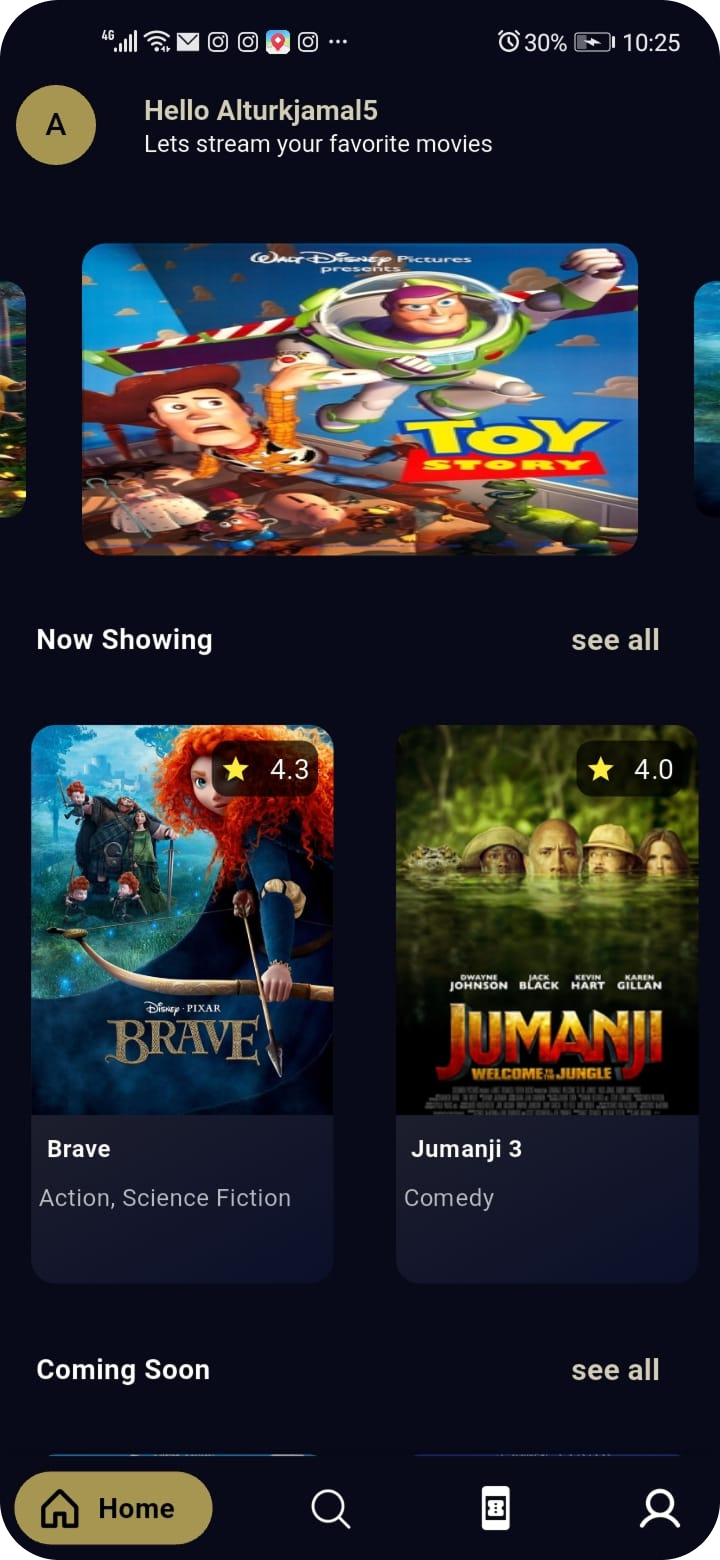 4G
30%
10:25
A
Hello Alturkjamal5
Lets stream your favorite movies
WALT DISNEY Pictures
presents
TOY
STORY
Now Showing
see all
4.3
DISNEY · PIXAR
BRAVE
Brave
Action, Science Fiction
4.0
DWAYNE JACK KEVIN KAREN
JOHNSON BLACK HART GILLAN
JUMANJI
WELCOME TO THE JUNGLE
Jumanji 3
Comedy
Coming Soon
see all
Home